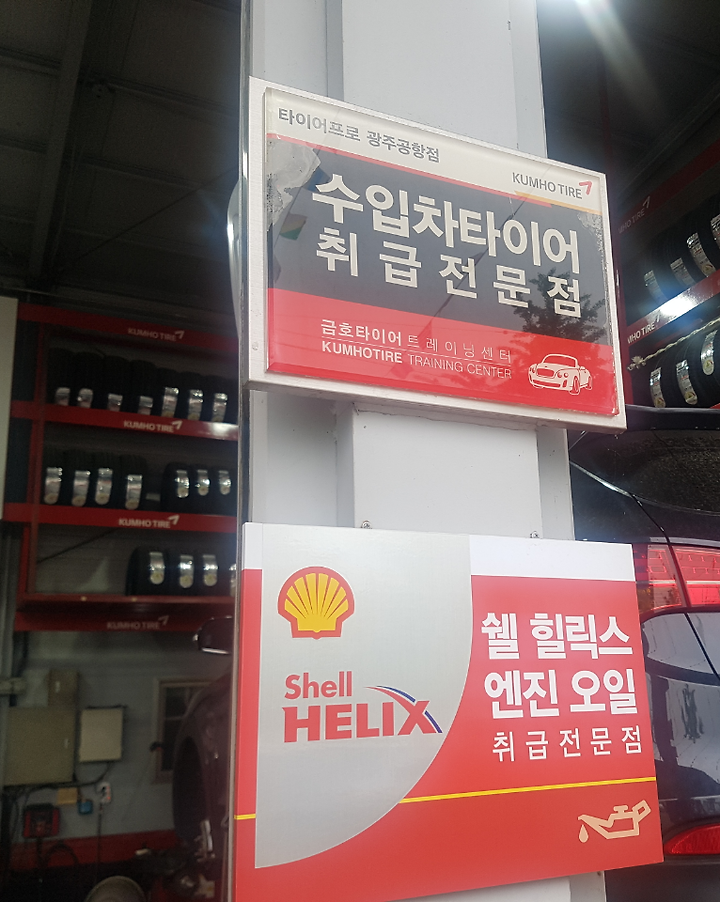 타이어프로 광주공항점
KUMHO TIRE
수입차타이어
취급전문점
금호타이어 트레이닝센터
KUMHOTIRE TRAINING CENTER
KUMHO TIRE
KUMHO TIRE
KUMHO TIRE
KUMHO TIRE
KUMHO TIRE
Shell
HELIX
쉘 힐릭스
엔진 오일
취급전문점